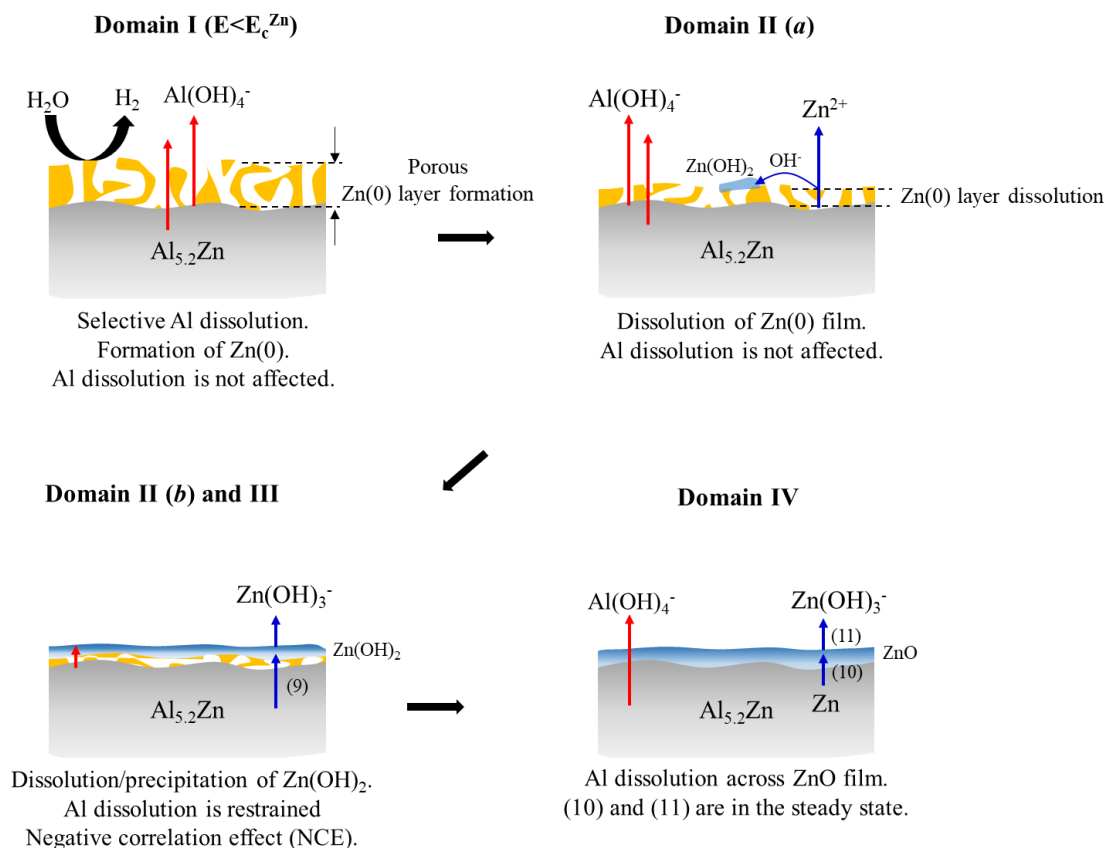 Domain I (E<E_c^Zn)
H₂O
H₂
Al(OH)₄⁻
Porous
Zn(0) layer formation
Al₅.₂Zn
Selective Al dissolution.
Formation of Zn(0).
Al dissolution is not affected.
Domain II (a)
Al(OH)₄⁻
Zn²⁺
Zn(OH)₂
OH⁻
Zn(0) layer dissolution
Al₅.₂Zn
Dissolution of Zn(0) film.
Al dissolution is not affected.
Domain II (b) and III
Zn(OH)₃⁻
Zn(OH)₂
(9)
Al₅.₂Zn
Dissolution/precipitation of Zn(OH)₂.
Al dissolution is restrained
Negative correlation effect (NCE).
Domain IV
Al(OH)₄⁻
Zn(OH)₃⁻
(11)
ZnO
(10)
Al₅.₂Zn
Zn
Al dissolution across ZnO film.
(10) and (11) are in the steady state.